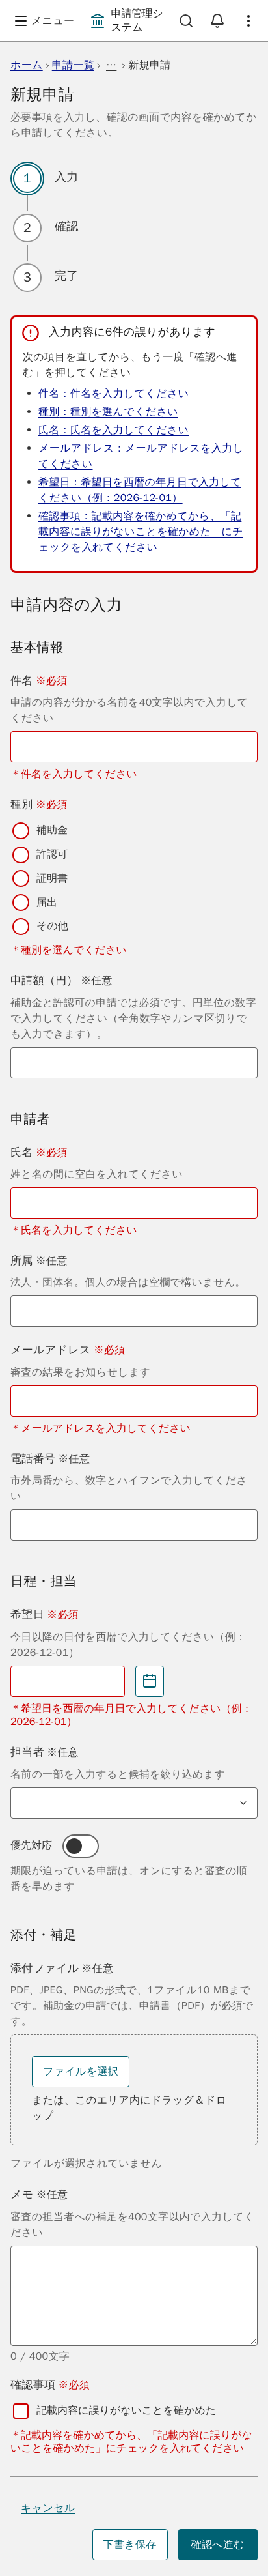 メニュー
申請管理シ
ステム
ホーム › 申請一覧 › … › 新規申請
新規申請
必要事項を入力し、確認の画面で内容を確かめてか
ら申請してください。
1 入力
2 確認
3 完了
入力内容に6件の誤りがあります
次の項目を直してから、もう一度「確認へ進
む」を押してください
• 件名：件名を入力してください
• 種別：種別を選んでください
• 氏名：氏名を入力してください
• メールアドレス：メールアドレスを入力し
てください
• 希望日：希望日を西暦の年月日で入力して
ください（例：2026-12-01）
• 確認事項：記載内容を確かめてから、「記
載内容に誤りがないことを確かめた」にチ
ェックを入れてください
申請内容の入力
基本情報
件名 ※必須
申請の内容が分かる名前を40文字以内で入力して
ください
＊件名を入力してください
種別 ※必須
補助金
許認可
証明書
届出
その他
＊種別を選んでください
申請額（円） ※任意
補助金と許認可の申請では必須です。円単位の数字
で入力してください（全角数字やカンマ区切りで
も入力できます）。
申請者
氏名 ※必須
姓と名の間に空白を入れてください
＊氏名を入力してください
所属 ※任意
法人・団体名。個人の場合は空欄で構いません。
メールアドレス ※必須
審査の結果をお知らせします
＊メールアドレスを入力してください
電話番号 ※任意
市外局番から、数字とハイフンで入力してくださ
い
日程・担当
希望日 ※必須
今日以降の日付を西暦で入力してください（例：
2026-12-01）
＊希望日を西暦の年月日で入力してください（例：
2026-12-01）
担当者 ※任意
名前の一部を入力すると候補を絞り込めます
優先対応
期限が迫っている申請は、オンにすると審査の順
番を早めます
添付・補足
添付ファイル ※任意
PDF、JPEG、PNGの形式で、1ファイル10 MBまで
です。補助金の申請では、申請書（PDF）が必須で
す。
ファイルを選択
または、このエリア内にドラッグ＆ドロ
ップ
ファイルが選択されていません
メモ ※任意
審査の担当者への補足を400文字以内で入力して
ください
0 / 400文字
確認事項 ※必須
記載内容に誤りがないことを確かめた
＊記載内容を確かめてから、「記載内容に誤りがな
いことを確かめた」にチェックを入れてください
キャンセル
下書き保存
確認へ進む